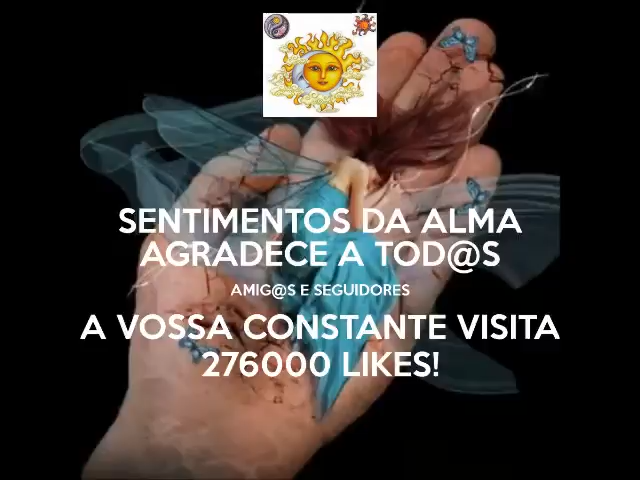 SENTIMENTOS DA ALMA
AGRADECE A TOD@S
AMIG@S E SEGUIDORES
A VOSSA CONSTANTE VISITA
276000 LIKES!